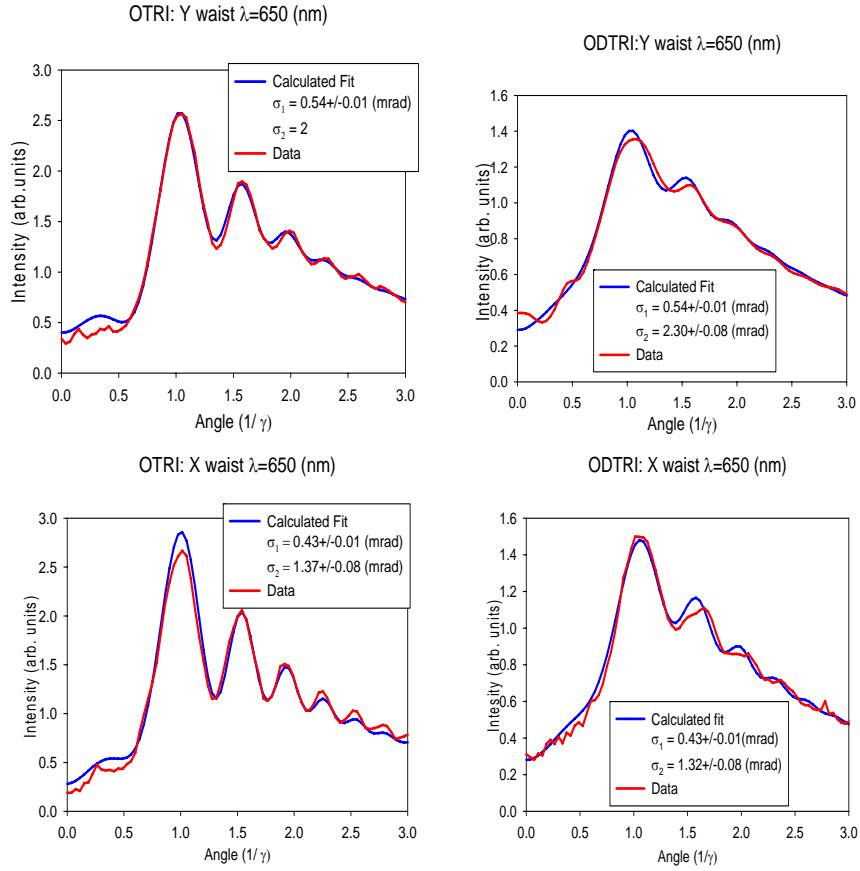 OTRI: Y waist λ=650 (nm)
Intensity (arb.units)
3.0
2.5
2.0
1.5
1.0
0.5
0.0
Calculated Fit
σ1 = 0.54+/-0.01 (mrad)
σ2 = 2
Data
0.0 0.5 1.0 1.5 2.0 2.5 3.0
Angle (1/ γ)
ODTRI:Y waist λ=650 (nm)
Intensity (arb. units)
1.6
1.4
1.2
1.0
0.8
0.6
0.4
0.2
0.0
Calculated Fit
σ1 = 0.54+/-0.01 (mrad)
σ2 = 2.30+/-0.08 (mrad)
Data
0.0 0.5 1.0 1.5 2.0 2.5 3.0
Angle (1/γ)
OTRI: X waist λ=650 (nm)
Intensity (arb. units)
3.0
2.5
2.0
1.5
1.0
0.5
0.0
Calculated Fit
σ1 = 0.43+/-0.01 (mrad)
σ2 = 1.37+/-0.08 (mrad)
Data
0.0 0.5 1.0 1.5 2.0 2.5 3.0
Angle (1/ γ)
ODTRI: X waist λ=650 (nm)
Intesity (arb. units)
1.6
1.4
1.2
1.0
0.8
0.6
0.4
0.2
0.0
Calculated fit
σ1 = 0.43+/-0.01(mrad)
σ2 = 1.32+/-0.08 (mrad)
Data
0.0 0.5 1.0 1.5 2.0 2.5 3.0
Angle (1/γ)